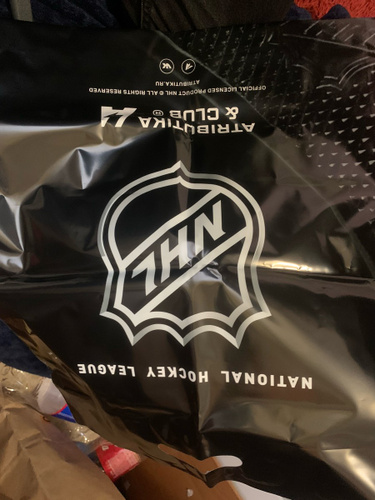 NATIONAL HOCKEY LEAGUE
NHL
ATRIBUTIKA
& CLUB®
OFFICIAL LICENSED PRODUCT NHL® ALL RIGHTS RESERVED
ATRIBUTIKA.RU